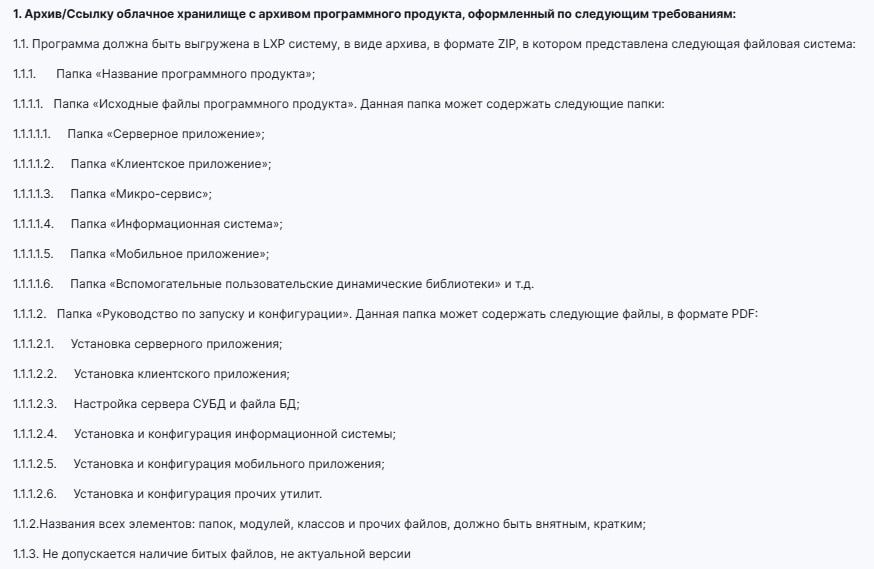 1. Архив/Ссылку облачное хранилище с архивом программного продукта, оформленный по следующим требованиям:
1.1. Программа должна быть выгружена в LXP систему, в виде архива, в формате ZIP, в котором представлена следующая файловая система:
1.1.1. Папка «Название программного продукта»;
1.1.1.1. Папка «Исходные файлы программного продукта». Данная папка может содержать следующие папки:
1.1.1.1.1. Папка «Серверное приложение»;
1.1.1.1.2. Папка «Клиентское приложение»;
1.1.1.1.3. Папка «Микро-сервис»;
1.1.1.1.4. Папка «Информационная система»;
1.1.1.1.5. Папка «Мобильное приложение»;
1.1.1.1.6. Папка «Вспомогательные пользовательские динамические библиотеки» и т.д.
1.1.1.2. Папка «Руководство по запуску и конфигурации». Данная папка может содержать следующие файлы, в формате PDF:
1.1.1.2.1. Установка серверного приложения;
1.1.1.2.2. Установка клиентского приложения;
1.1.1.2.3. Настройка сервера СУБД и файла БД;
1.1.1.2.4. Установка и конфигурация информационной системы;
1.1.1.2.5. Установка и конфигурация мобильного приложения;
1.1.1.2.6. Установка и конфигурация прочих утилит.
1.1.2.Названия всех элементов: папок, модулей, классов и прочих файлов, должно быть внятным, кратким;
1.1.3. Не допускается наличие битых файлов, не актуальной версии